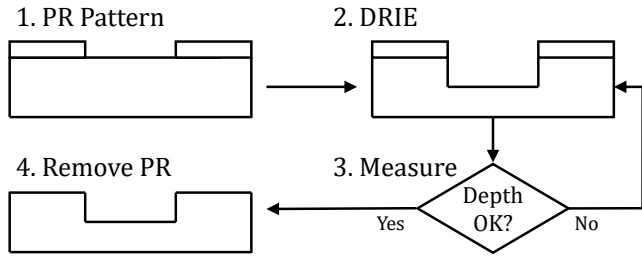 1. PR Pattern
2. DRIE
3. Measure
Depth
OK?
Yes
No
4. Remove PR